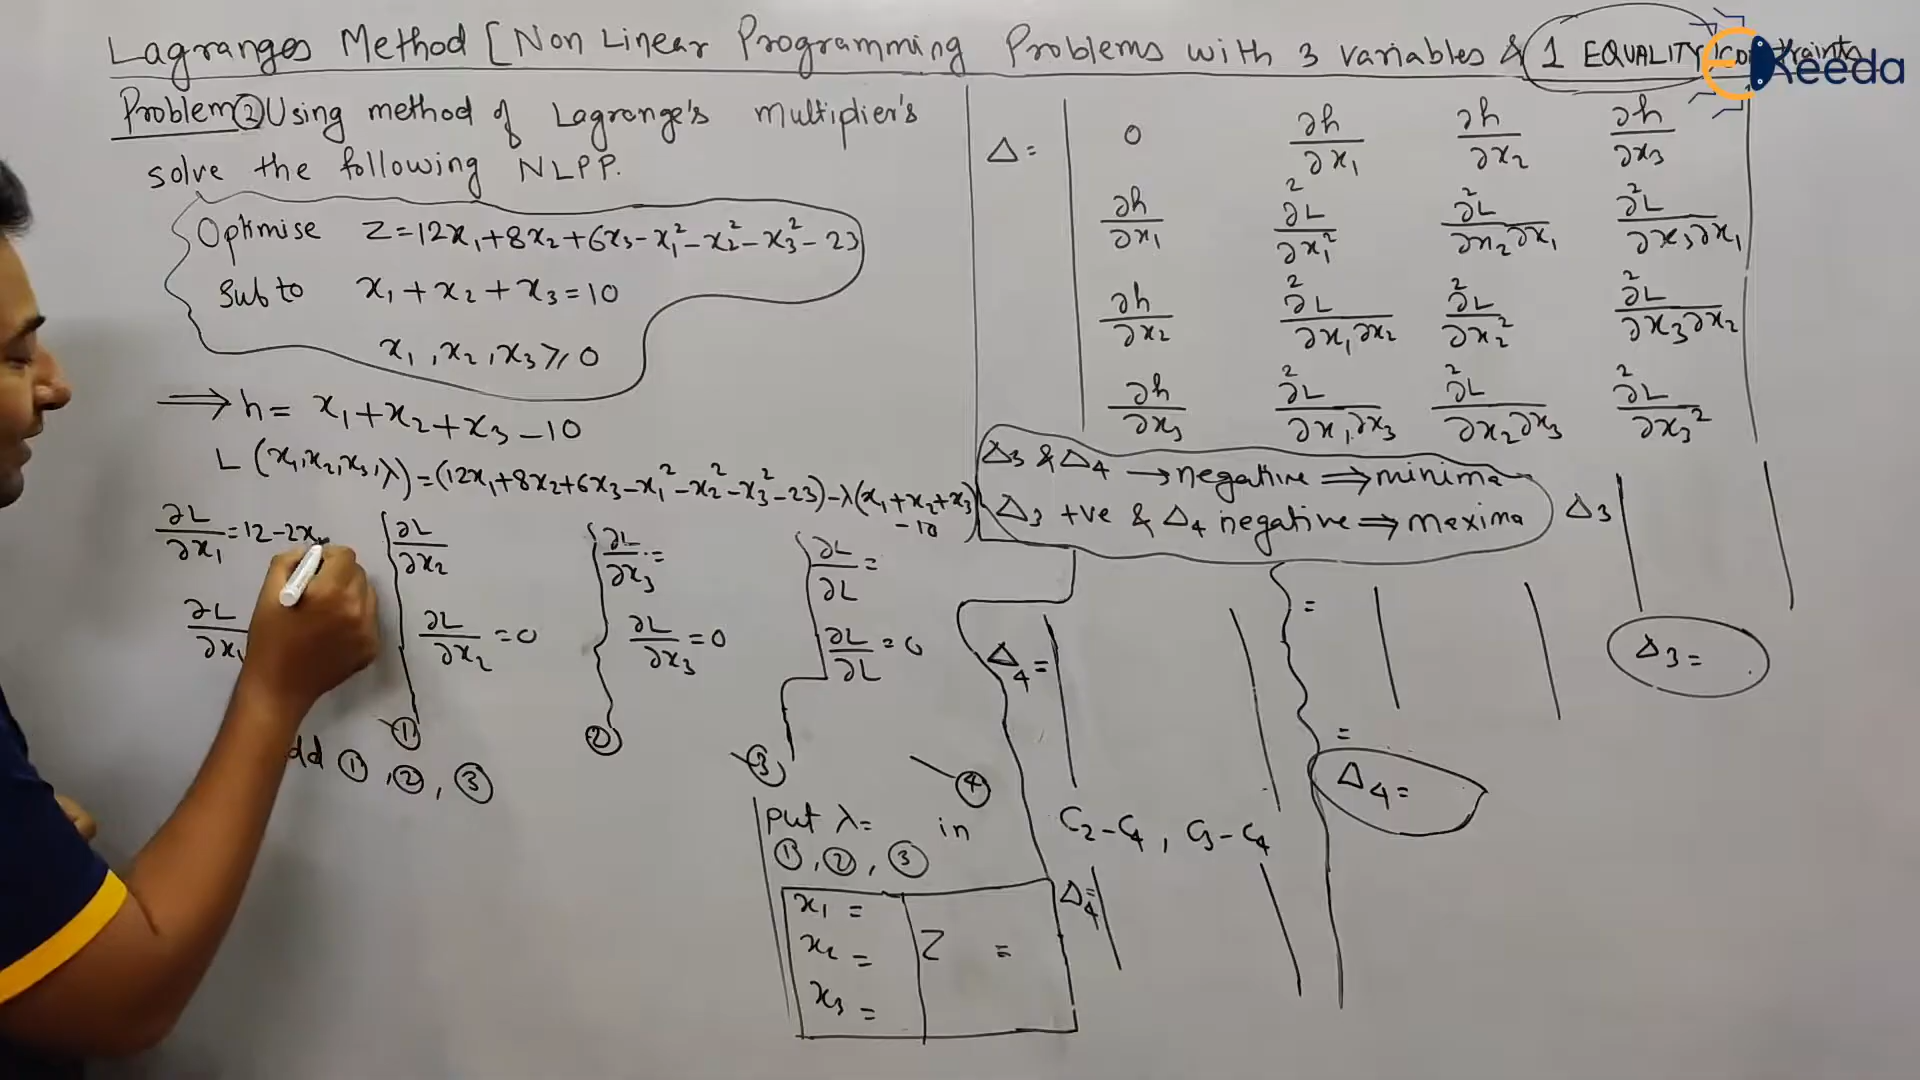 Lagranges Method [Non Linear Programming Problems with 3 variables & 1 EQUALITY constraints
EKeeda
Problem ② Using method of Lagrange's multiplier's
solve the following NLPP.
Optimise Z=12x₁+8x₂+6x₃-x₁²-x₂²-x₃²-23
Sub to x₁+x₂+x₃=10
x₁,x₂,x₃≥0
⟹ h= x₁+x₂+x₃-10
L(x₁,x₂,x₃,λ)=(12x₁+8x₂+6x₃-x₁²-x₂²-x₃²-23)-λ(x₁+x₂+x₃
-10)
∂L/∂x₁=12-2x₁
∂L/∂x₂
∂L/∂x₃=
∂L/∂L=
∂L/∂x₁
∂L/∂x₂=0
∂L/∂x₃=0
∂L/∂L=0
①
②
③
④
dd ①,②,③
put λ= in
①,②,③
x₁=
x₂=
x₃=
Z =
Δ= | 0 ∂h/∂x₁ ∂h/∂x₂ ∂h/∂x₃ |
∂h/∂x₁ ∂²L/∂x₁² ∂²L/∂x₂∂x₁ ∂²L/∂x₃∂x₁
∂h/∂x₂ ∂²L/∂x₁∂x₂ ∂²L/∂x₂² ∂²L/∂x₃∂x₂
∂h/∂x₃ ∂²L/∂x₁∂x₃ ∂²L/∂x₂∂x₃ ∂²L/∂x₃²
Δ3 & Δ4 → negative ⟹ minima
Δ3 +ve & Δ4 negative ⟹ maxima
Δ3
Δ3=
Δ4=
=
=
Δ4=
C₂-C₄, C₃-C₄
Δ4=